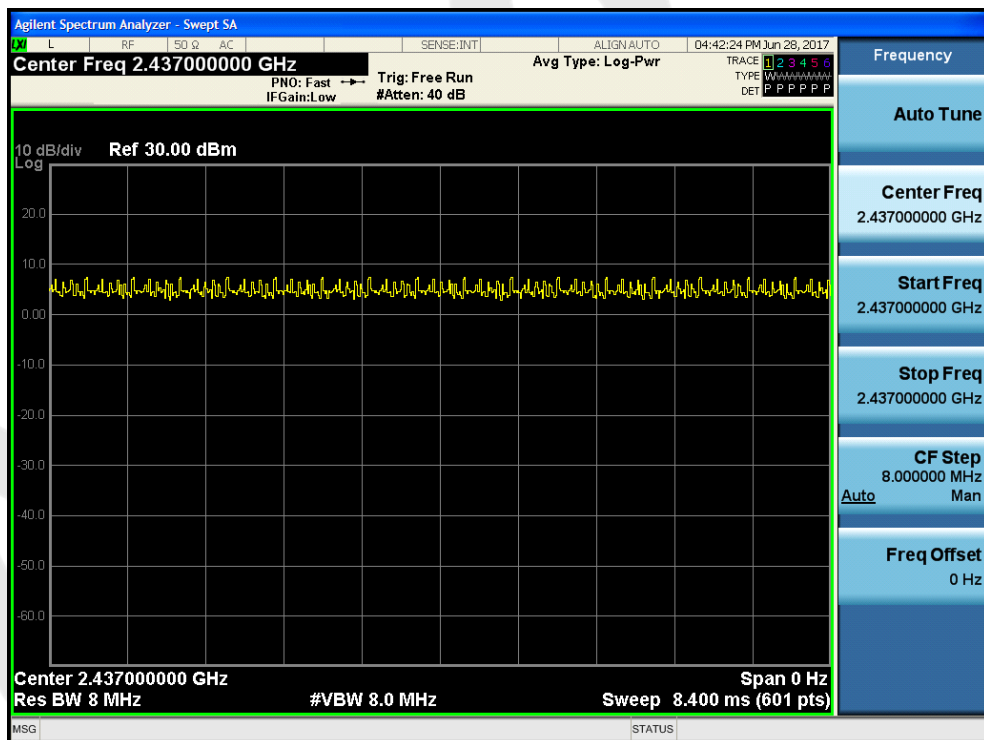 Agilent Spectrum Analyzer - Swept SA
LXI L RF 50 Ω AC SENSE:INT ALIGN AUTO 04:42:24 PM Jun 28, 2017
Center Freq 2.437000000 GHz
PNO: Fast
IFGain:Low
Trig: Free Run
#Atten: 40 dB
Avg Type: Log-Pwr
TRACE 1 2 3 4 5 6
TYPE WWWWWW
DET P P P P P P
10 dB/div Ref 30.00 dBm
Log
20.0
10.0
0.00
-10.0
-20.0
-30.0
-40.0
-50.0
-60.0
Center 2.437000000 GHz Span 0 Hz
Res BW 8 MHz #VBW 8.0 MHz Sweep 8.400 ms (601 pts)
MSG STATUS
Frequency
Auto Tune
Center Freq
2.437000000 GHz
Start Freq
2.437000000 GHz
Stop Freq
2.437000000 GHz
CF Step
8.000000 MHz
Auto Man
Freq Offset
0 Hz